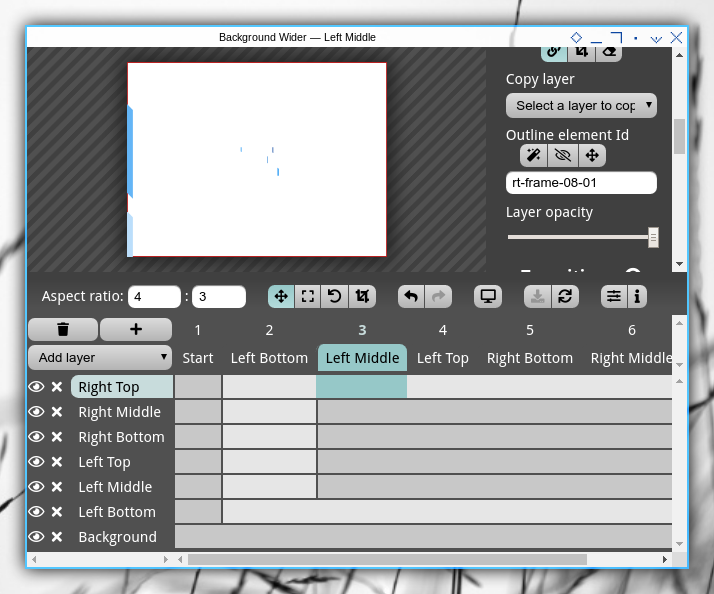 Background Wider — Left Middle
Copy layer
Select a layer to cop
Outline element Id
rt-frame-08-01
Layer opacity
Aspect ratio: 4 : 3
1 2 3 4 5 6
Add layer Start Left Bottom Left Middle Left Top Right Bottom Right Middle
Right Top
Right Middle
Right Bottom
Left Top
Left Middle
Left Bottom
Background